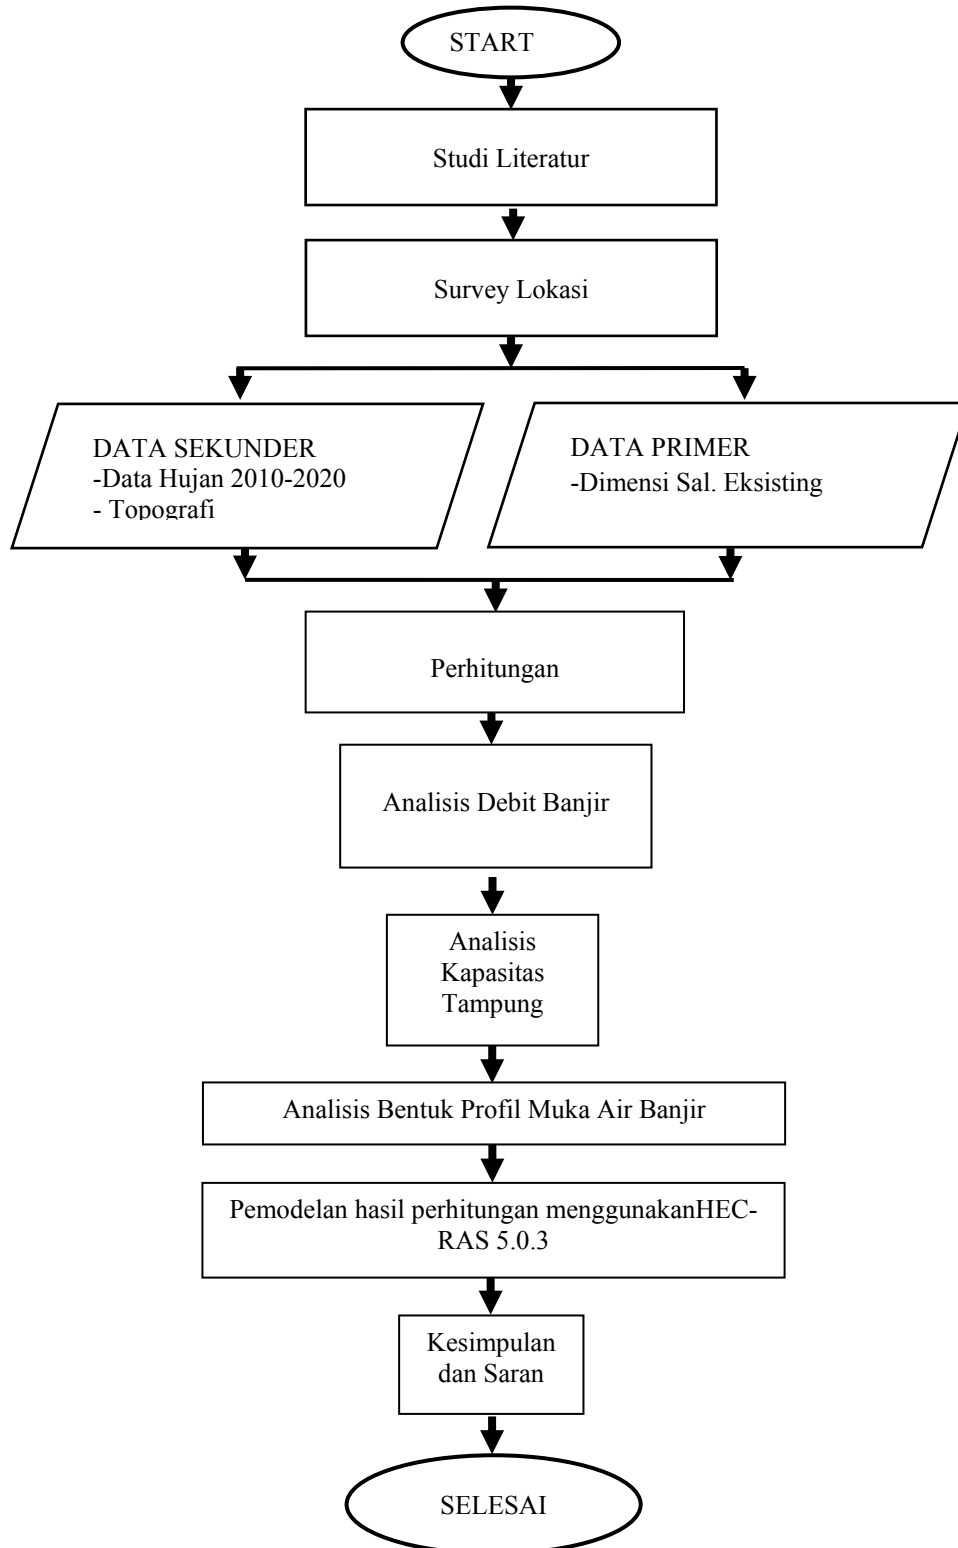 START
Studi Literatur
Survey Lokasi
DATA SEKUNDER
-Data Hujan 2010-2020
- Topografi
DATA PRIMER
-Dimensi Sal. Eksisting
Perhitungan
Analisis Debit Banjir
Analisis
Kapasitas
Tampung
Analisis Bentuk Profil Muka Air Banjir
Pemodelan hasil perhitungan menggunakanHEC-
RAS 5.0.3
Kesimpulan
dan Saran
SELESAI